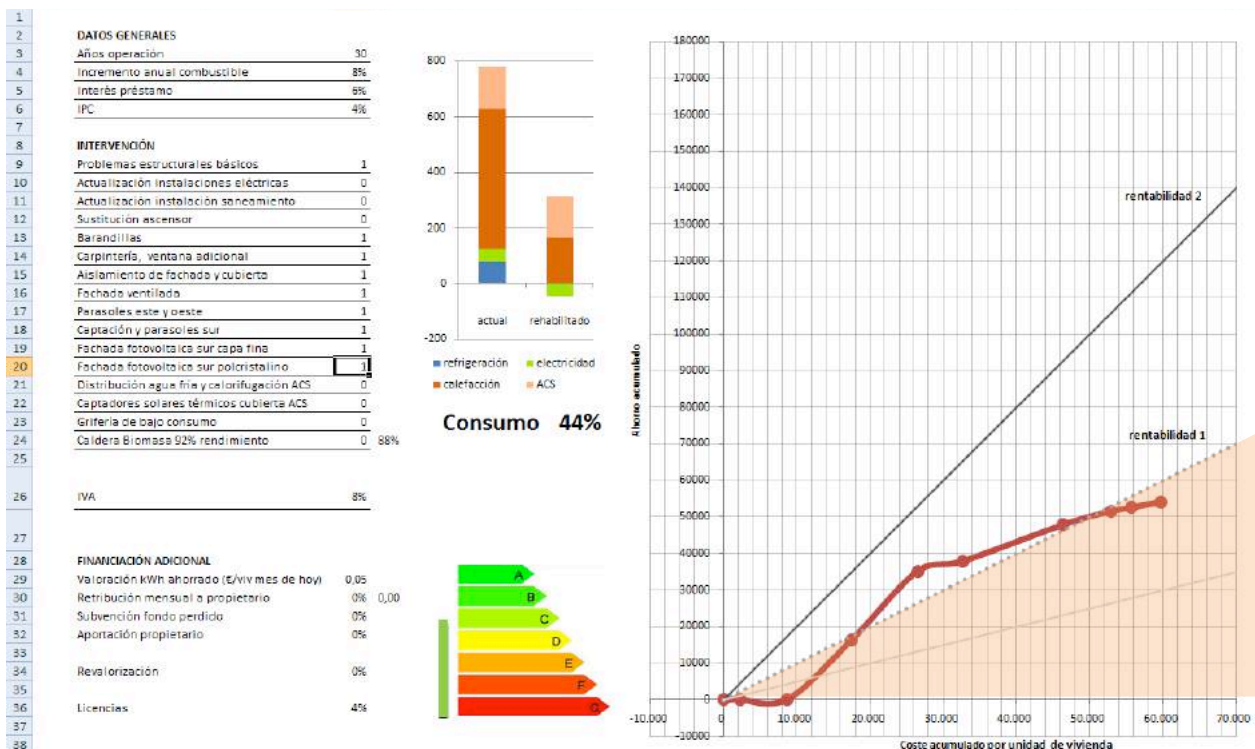 1
2 DATOS GENERALES
3 Años operación 30
4 Incremento anual combustible 8%
5 Interés préstamo 6%
6 IPC 4%
7
8 INTERVENCIÓN
9 Problemas estructurales básicos 1
10 Actualización instalaciones eléctricas 0
11 Actualización instalación saneamiento 0
12 Sustitución ascensor 0
13 Barandillas 1
14 Carpintería, ventana adicional 1
15 Aislamiento de fachada y cubierta 1
16 Fachada ventilada 1
17 Parasoles este y oeste 1
18 Captación y parasoles sur 1
19 Fachada fotovoltaica sur capa fina 1
20 Fachada fotovoltaica sur polcristalino 1
21 Distribución agua fría y calorifugación ACS 0
22 Captadores solares térmicos cubierta ACS 0
23 Grifería de bajo consumo 0
24 Caldera Biomasa 92% rendimiento 0 88%
25
26 IVA 8%
27
28 FINANCIACIÓN ADICIONAL
29 Valoración kWh ahorrado (€/viv mes de hoy) 0,05
30 Retribución mensual a propietario 0% 0,00
31 Subvención fondo perdido 0%
32 Aportación propietario 0%
33
34 Revalorización 0%
35
36 Licencias 4%
37
38
800
600
400
200
0
-200
actual rehabilitado
refrigeración electricidad
calefacción ACS
Consumo 44%
A
B
C
D
E
F
G
180000
170000
160000
150000
140000
130000
120000
110000
100000
90000
80000
70000
60000
50000
40000
30000
20000
10000
0
-10000
Ahorro acumulado
rentabilidad 2
rentabilidad 1
-10.000 0 10.000 20.000 30.000 40.000 50.000 60.000 70.000
Coste acumulado por unidad de vivienda